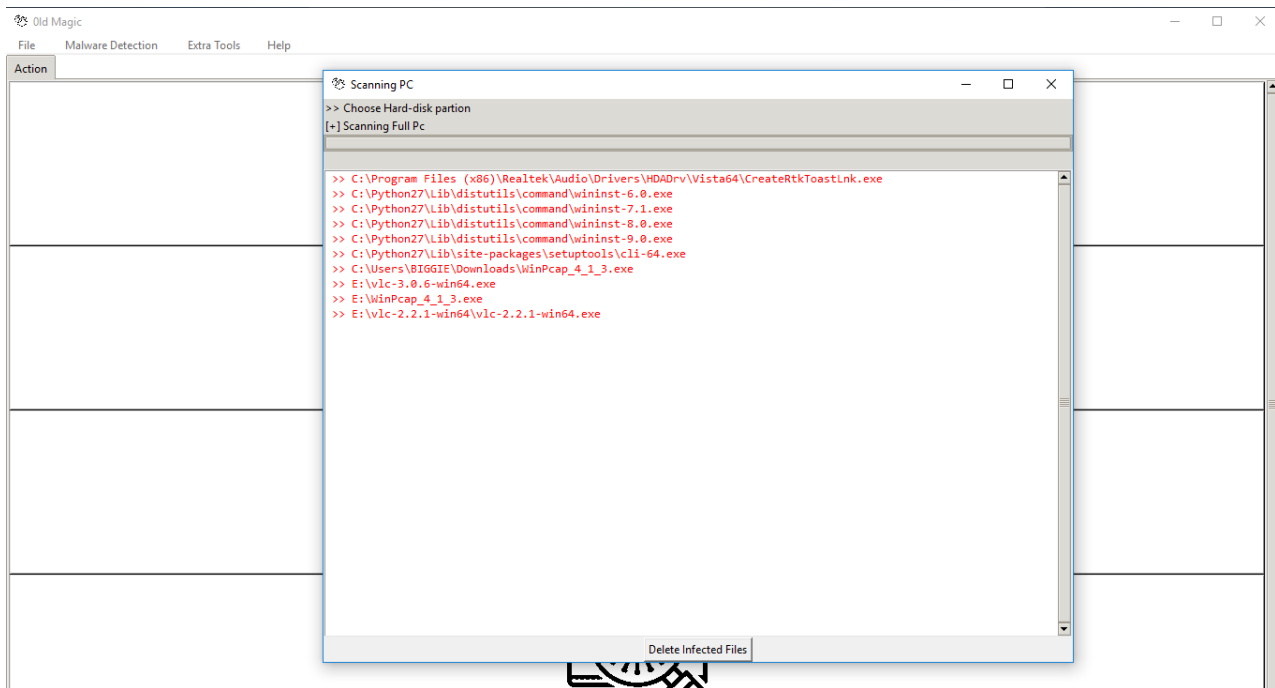 0ld Magic
File Malware Detection Extra Tools Help
Action
Scanning PC
>> Choose Hard-disk partion
[+] Scanning Full Pc
>> C:\Program Files (x86)\Realtek\Audio\Drivers\HDADrv\Vista64\CreateRtkToastLnk.exe
>> C:\Python27\Lib\distutils\command\wininst-6.0.exe
>> C:\Python27\Lib\distutils\command\wininst-7.1.exe
>> C:\Python27\Lib\distutils\command\wininst-8.0.exe
>> C:\Python27\Lib\distutils\command\wininst-9.0.exe
>> C:\Python27\Lib\site-packages\setuptools\cli-64.exe
>> C:\Users\BIGGIE\Downloads\WinPcap_4_1_3.exe
>> E:\vlc-3.0.6-win64.exe
>> E:\WinPcap_4_1_3.exe
>> E:\vlc-2.2.1-win64\vlc-2.2.1-win64.exe
Delete Infected Files